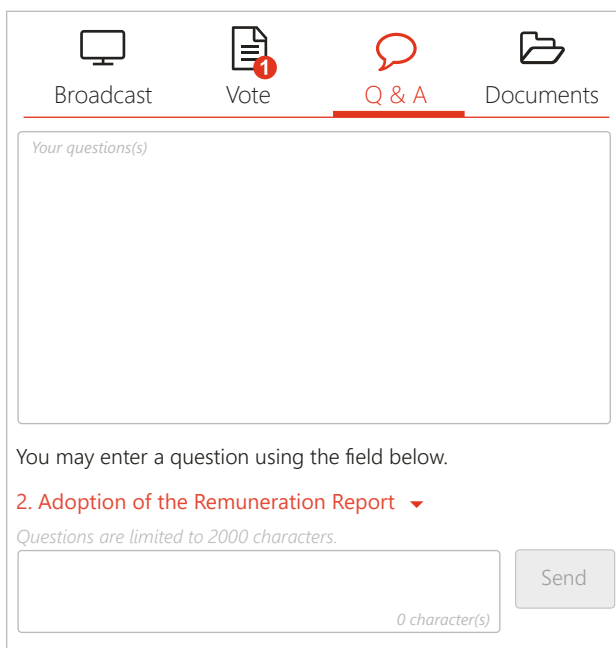 1
Broadcast Vote Q & A Documents
Your questions(s)
You may enter a question using the field below.
2. Adoption of the Remuneration Report
Questions are limited to 2000 characters.
Send
0 character(s)